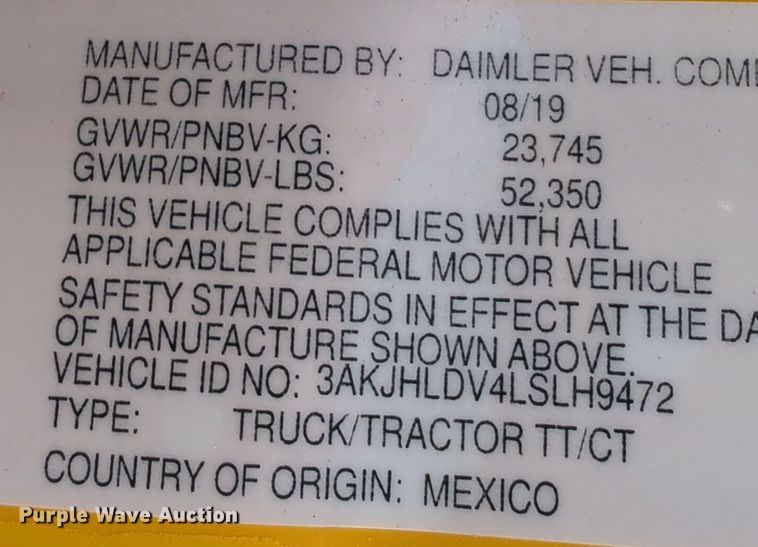 MANUFACTURED BY: DAIMLER VEH. COM
DATE OF MFR: 08/19
GVWR/PNBV-KG: 23,745
GVWR/PNBV-LBS: 52,350
THIS VEHICLE COMPLIES WITH ALL
APPLICABLE FEDERAL MOTOR VEHICLE
SAFETY STANDARDS IN EFFECT AT THE DA
OF MANUFACTURE SHOWN ABOVE.
VEHICLE ID NO: 3AKJHLDV4LSLH9472
TYPE: TRUCK/TRACTOR TT/CT
COUNTRY OF ORIGIN: MEXICO
Purple Wave Auction